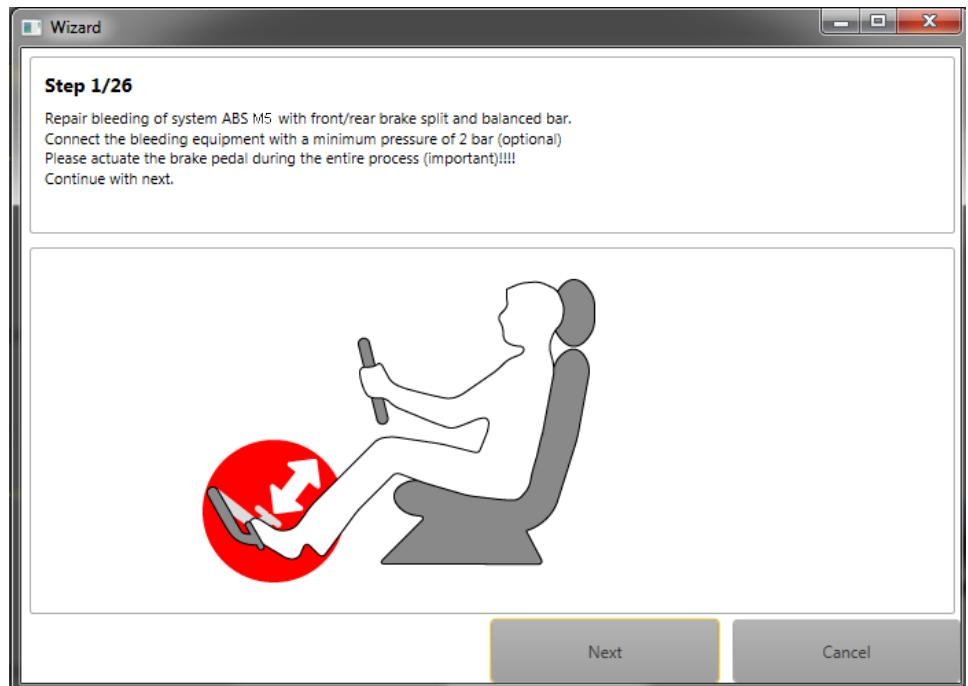 Wizard
Step 1/26
Repair bleeding of system ABS M5 with front/rear brake split and balanced bar.
Connect the bleeding equipment with a minimum pressure of 2 bar (optional)
Please actuate the brake pedal during the entire process (important)!!!!
Continue with next.
Next
Cancel